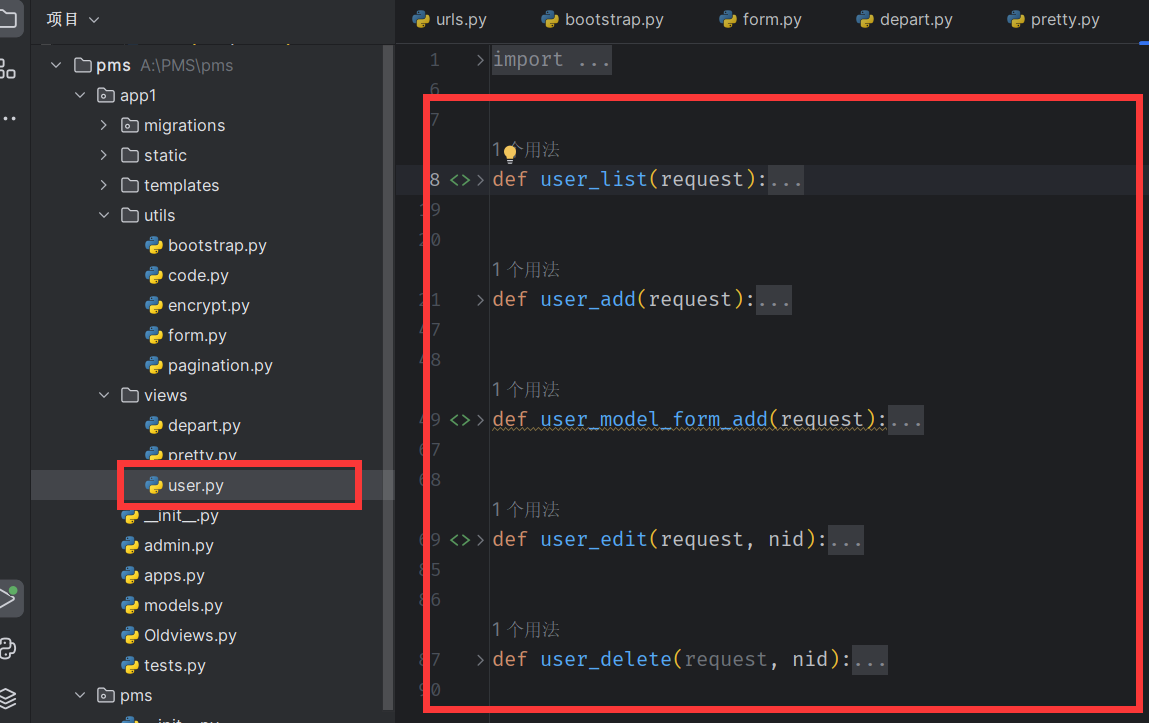 项目
pms A:\PMS\pms
app1
migrations
static
templates
utils
bootstrap.py
code.py
encrypt.py
form.py
pagination.py
views
depart.py
pretty.py
user.py
__init__.py
admin.py
apps.py
models.py
Oldviews.py
tests.py
pms
__init__.py
urls.py bootstrap.py form.py depart.py pretty.py
1 import ...
6
7
1 个用法
8 <> def user_list(request):...
19
20
1 个用法
21 def user_add(request):...
47
48
1 个用法
49 <> def user_model_form_add(request):...
67
68
1 个用法
69 <> def user_edit(request, nid):...
85
86
1 个用法
87 def user_delete(request, nid):...
90